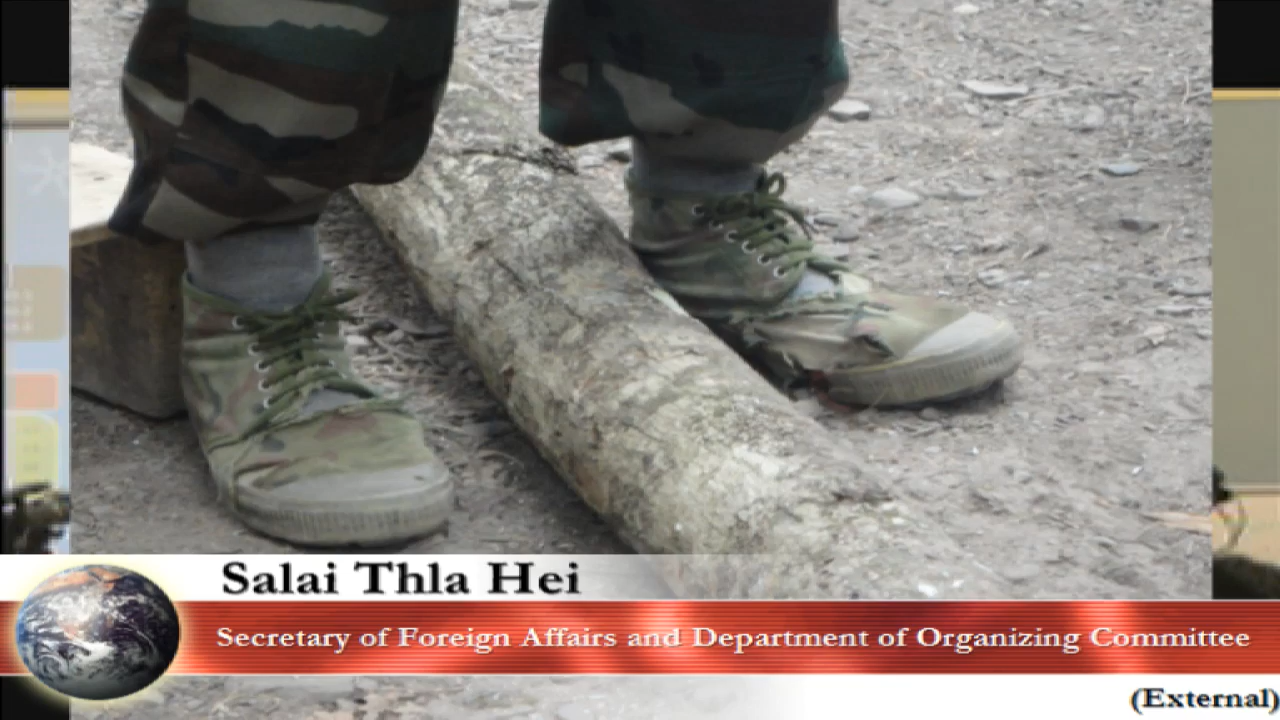 Salai Thla Hei
Secretary of Foreign Affairs and Department of Organizing Committee
(External)